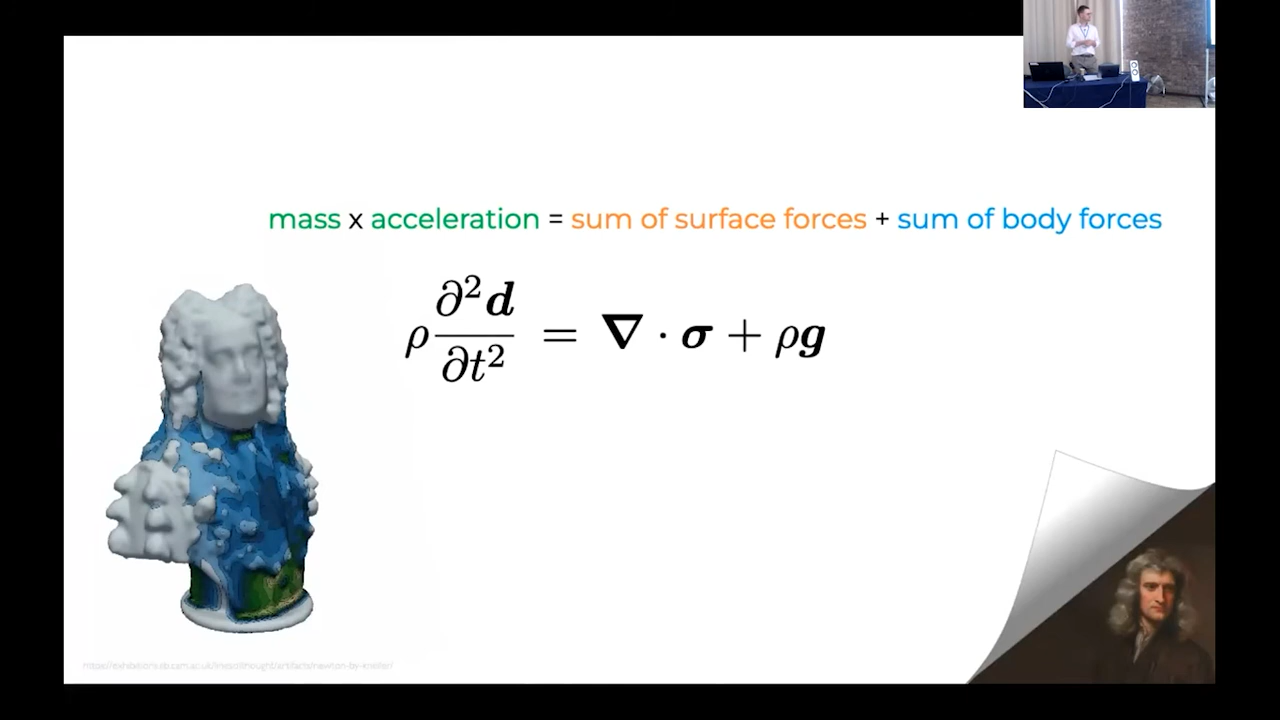 mass x acceleration = sum of surface forces + sum of body forces
ρ ∂²d/∂t² = ∇ · σ + ρg